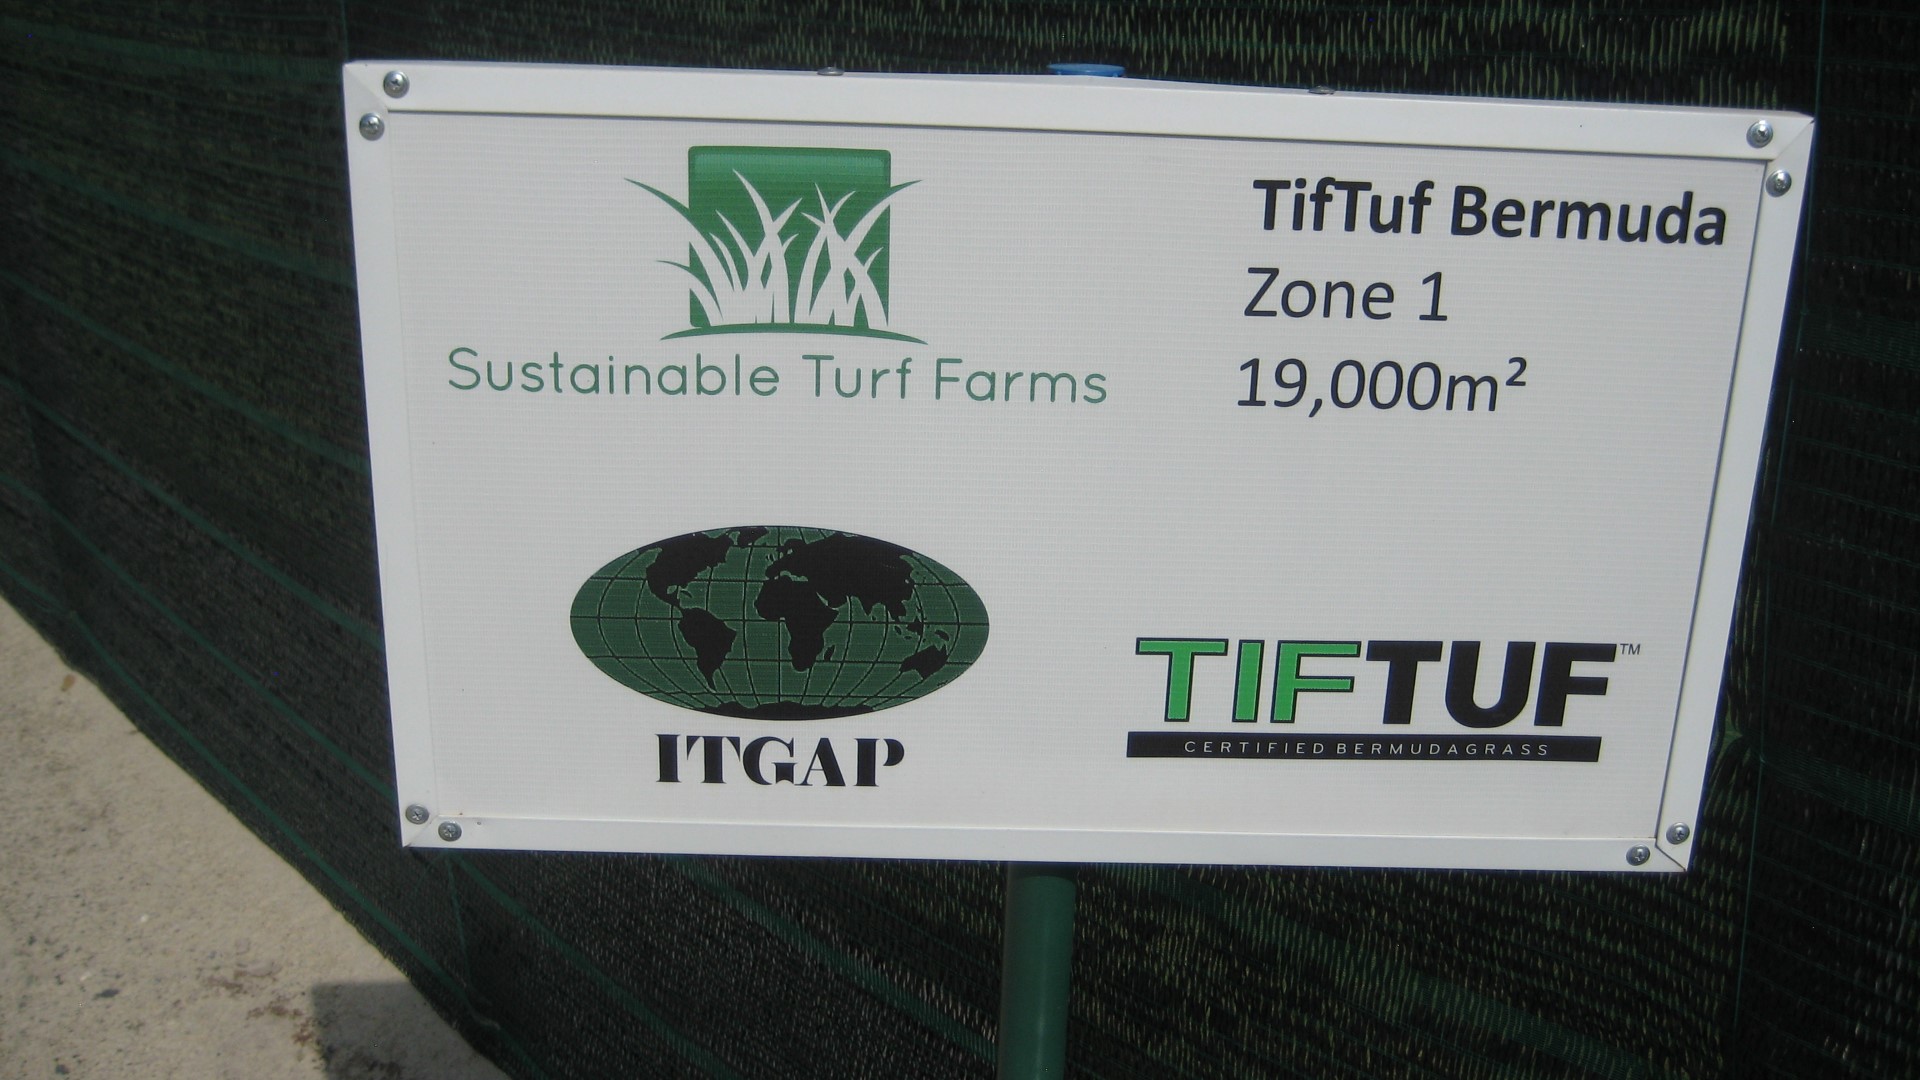 Sustainable Turf Farms
TifTuf Bermuda
Zone 1
19,000m²
ITGAP
TIFTUF™
CERTIFIED BERMUDAGRASS